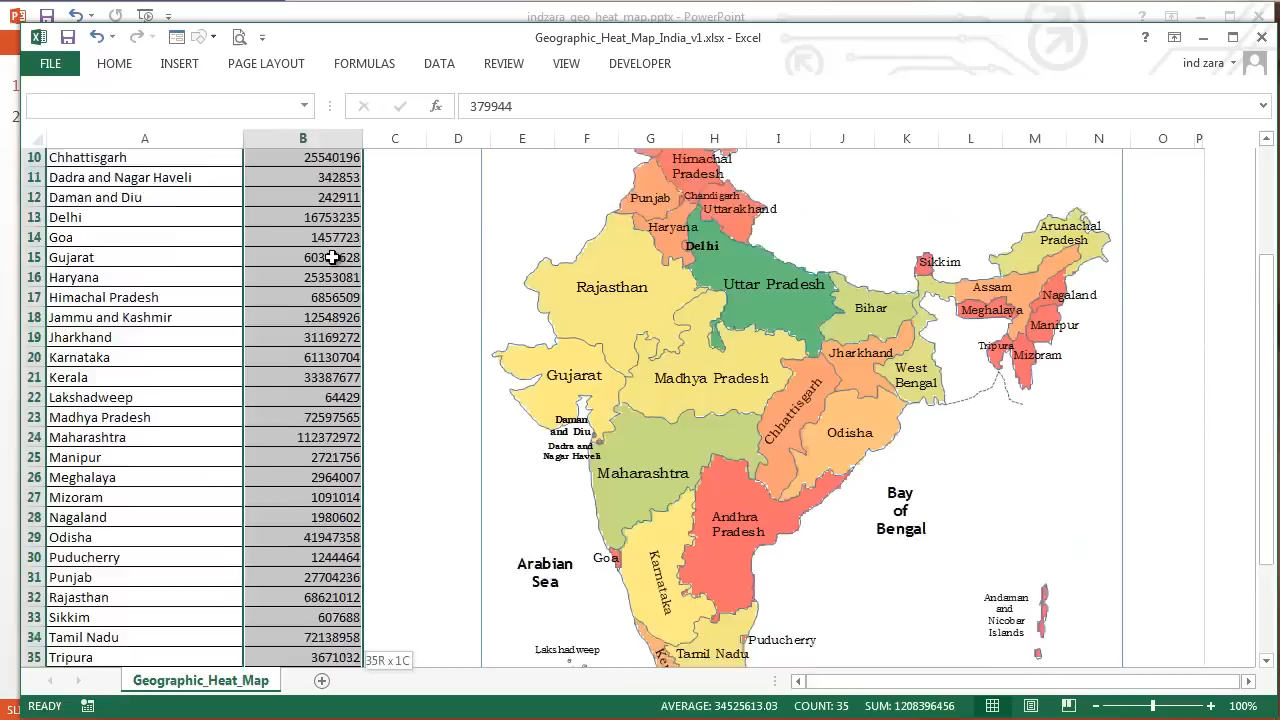 indzara_geo_heat_map.pptx - PowerPoint
Geographic_Heat_Map_India_v1.xlsx - Excel
FILE HOME INSERT PAGE LAYOUT FORMULAS DATA REVIEW VIEW DEVELOPER ind zara
379944
A B C D E F G H I J K L M N O P
10 Chhattisgarh 25540196
11 Dadra and Nagar Haveli 342853
12 Daman and Diu 242911
13 Delhi 16753235
14 Goa 1457723
15 Gujarat
16 Haryana 25353081
17 Himachal Pradesh 6856509
18 Jammu and Kashmir 12548926
19 Jharkhand 31169272
20 Karnataka 61130704
21 Kerala 33387677
22 Lakshadweep 64429
23 Madhya Pradesh 72597565
24 Maharashtra 112372972
25 Manipur 2721756
26 Meghalaya 2964007
27 Mizoram 1091014
28 Nagaland 1980602
29 Odisha 41947358
30 Puducherry 1244464
31 Punjab 27704236
32 Rajasthan 68621012
33 Sikkim 607688
34 Tamil Nadu 72138958
35 Tripura 3671032
35R x 1C
Himachal
Pradesh
Punjab
Chandigarh
Uttarakhand
Haryana
Delhi
Arunachal
Pradesh
Sikkim
Rajasthan
Uttar Pradesh
Assam
Nagaland
Bihar
Meghalaya
Manipur
Tripura
Mizoram
Jharkhand
West
Bengal
Gujarat
Madhya Pradesh
Chhattisgarh
Daman
and Diu
Dadra and
Nagar Haveli
Odisha
Maharashtra
Bay
of
Bengal
Andhra
Pradesh
Goa
Arabian
Sea
Karnataka
Andaman
and
Nicobar
Islands
Puducherry
Lakshadweep
Tamil Nadu
Geographic_Heat_Map
READY AVERAGE: 34525613.03 COUNT: 35 SUM: 1208396456 100%